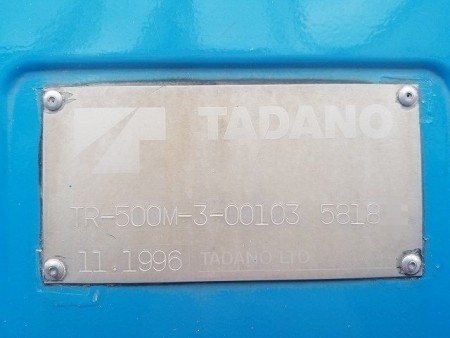 TADANO
TR-500M-3-00103 5818
11.1996 TADANO LTD